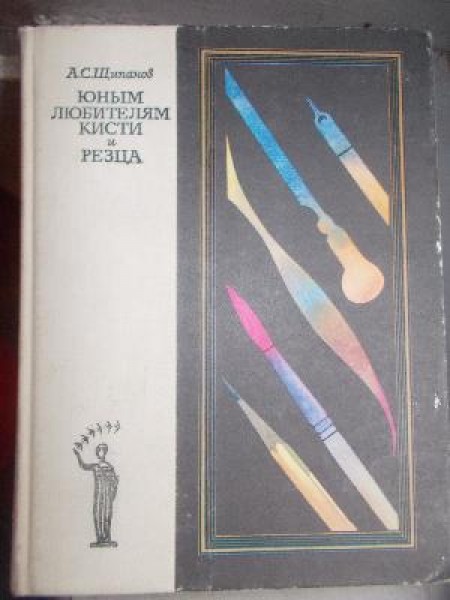 А.С.Щипанов
ЮНЫМ
ЛЮБИТЕЛЯМ
КИСТИ
и
РЕЗЦА